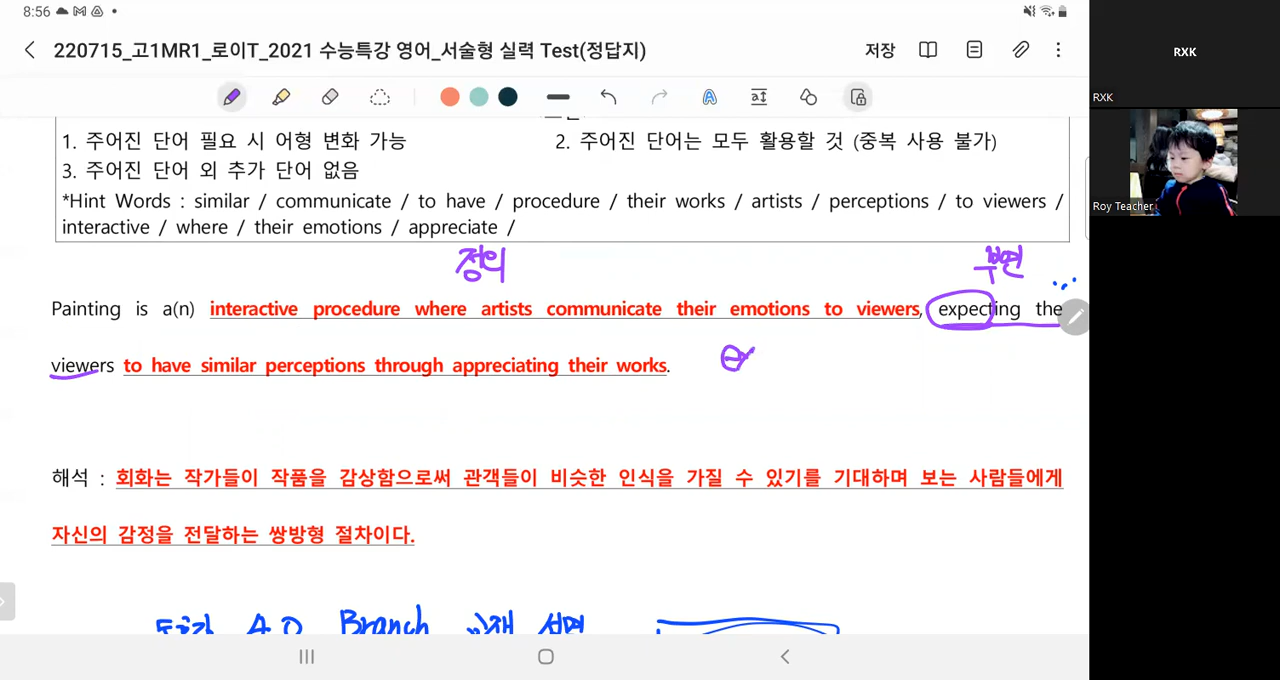 8:56
220715_고1MR1_로이T_2021 수능특강 영어_서술형 실력 Test(정답지)
저장
1. 주어진 단어 필요 시 어형 변화 가능 2. 주어진 단어는 모두 활용할 것 (중복 사용 불가)
3. 주어진 단어 외 추가 단어 없음
*Hint Words : similar / communicate / to have / procedure / their works / artists / perceptions / to viewers /
interactive / where / their emotions / appreciate /
정의 부연
Painting is a(n) interactive procedure where artists communicate their emotions to viewers, expecting the
viewers to have similar perceptions through appreciating their works.
해석 : 회화는 작가들이 작품을 감상함으로써 관객들이 비슷한 인식을 가질 수 있기를 기대하며 보는 사람들에게
자신의 감정을 전달하는 쌍방형 절차이다.
Branch
RXK
RXK
Roy Teacher